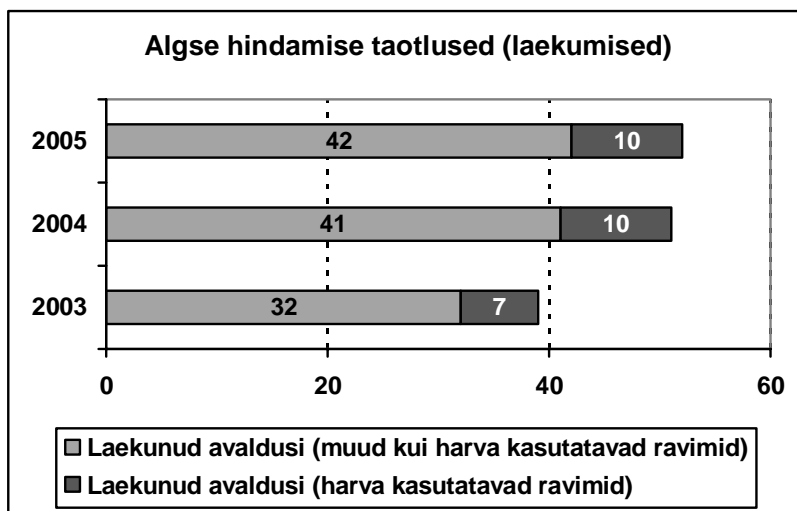 Algse hindamise taotlused (laekumised)
2005 42 10
2004 41 10
2003 32 7
0 20 40 60
Laekunud avaldusi (muud kui harva kasutatavad ravimid)
Laekunud avaldusi (harva kasutatavad ravimid)